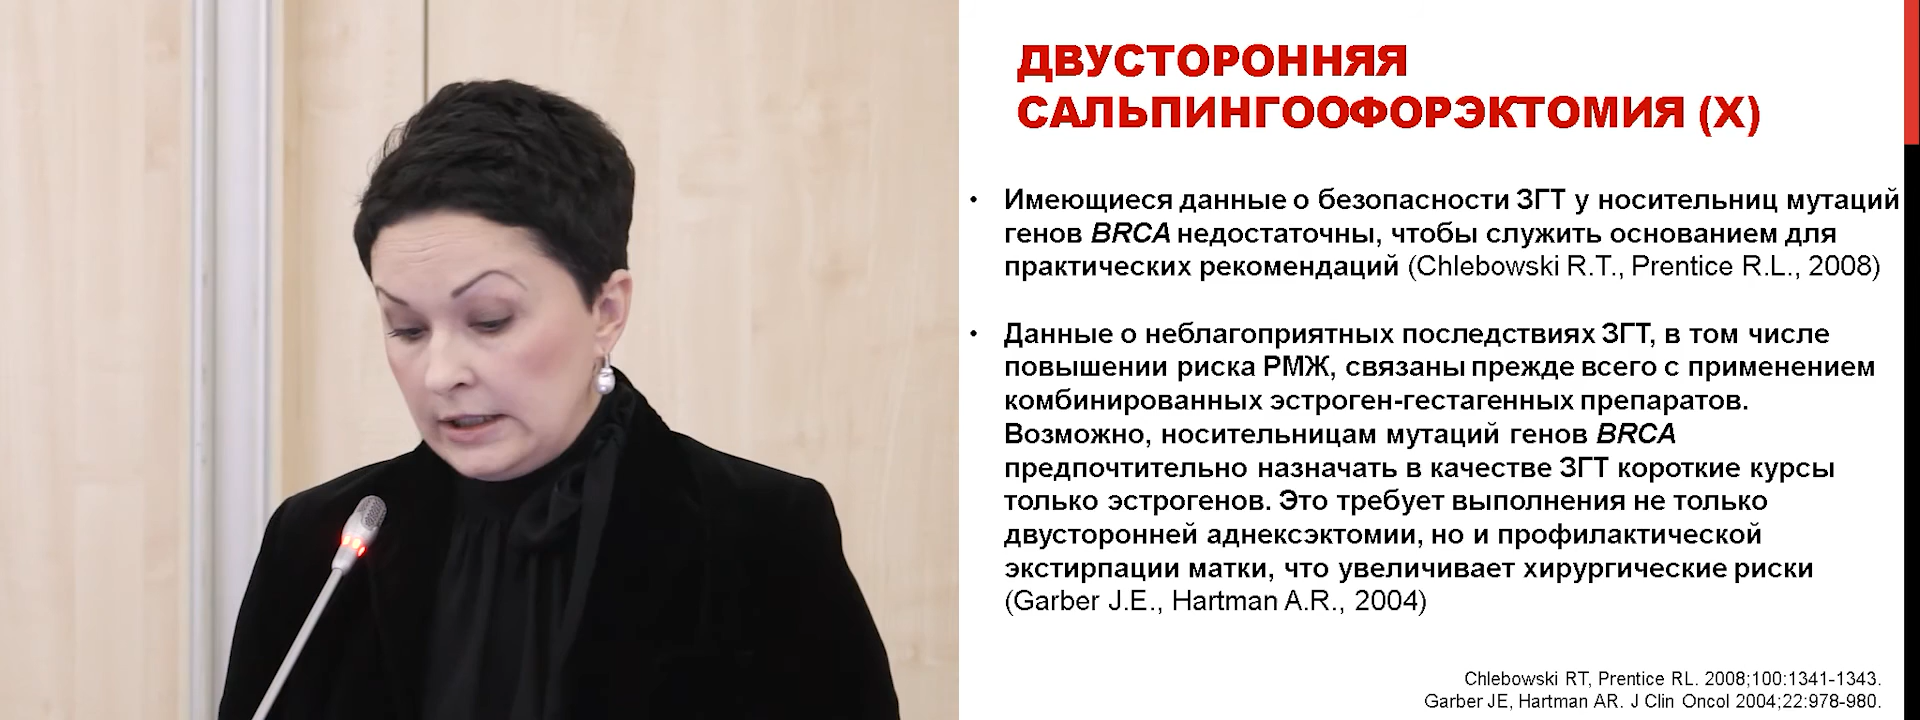 ДВУСТОРОННЯЯ
САЛЬПИНГООФОРЭКТОМИЯ (X)
• Имеющиеся данные о безопасности ЗГТ у носительниц мутаций
генов BRCA недостаточны, чтобы служить основанием для
практических рекомендаций (Chlebowski R.T., Prentice R.L., 2008)
• Данные о неблагоприятных последствиях ЗГТ, в том числе
повышении риска РМЖ, связаны прежде всего с применением
комбинированных эстроген-гестагенных препаратов.
Возможно, носительницам мутаций генов BRCA
предпочтительно назначать в качестве ЗГТ короткие курсы
только эстрогенов. Это требует выполнения не только
двусторонней аднексэктомии, но и профилактической
экстирпации матки, что увеличивает хирургические риски
(Garber J.E., Hartman A.R., 2004)
Chlebowski RT, Prentice RL. 2008;100:1341-1343.
Garber JE, Hartman AR. J Clin Oncol 2004;22:978-980.